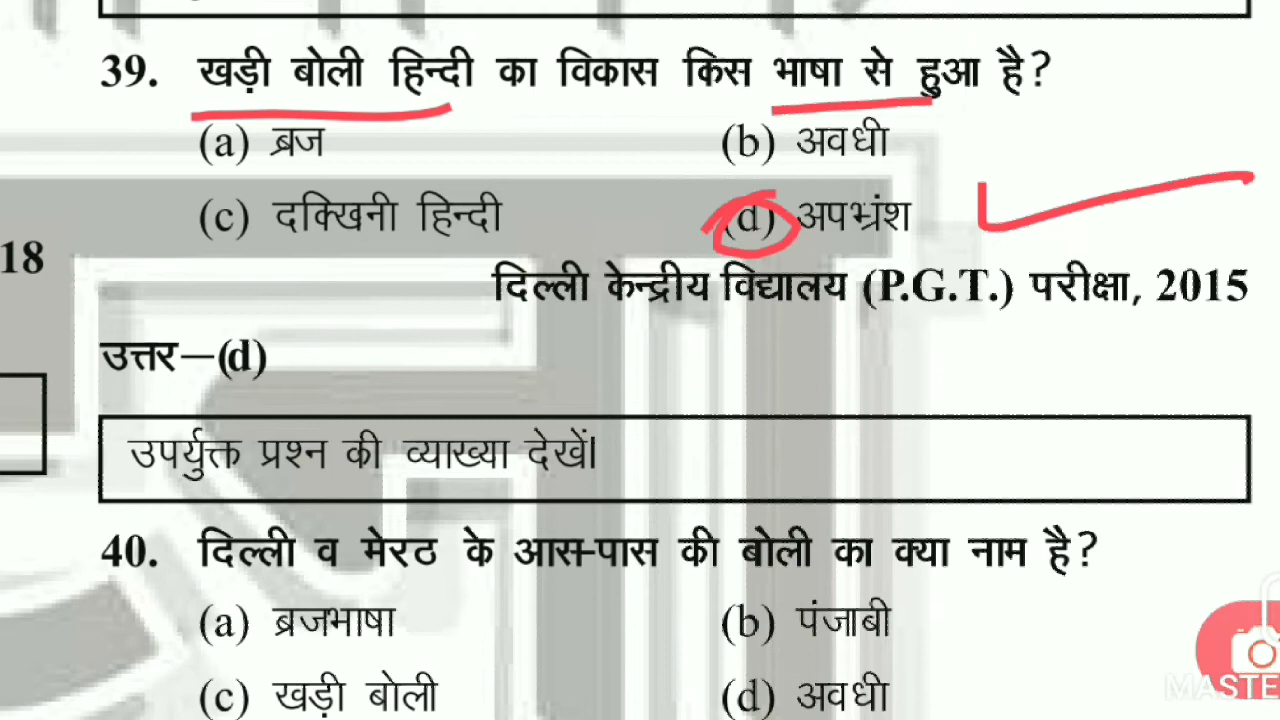 39. खड़ी बोली हिन्दी का विकास किस भाषा से हुआ है?
(a) ब्रज (b) अवधी
(c) दक्खिनी हिन्दी (d) अपभ्रंश
18
दिल्ली केन्द्रीय विद्यालय (P.G.T.) परीक्षा, 2015
उत्तर—(d)
उपर्युक्त प्रश्न की व्याख्या देखें।
40. दिल्ली व मेरठ के आस-पास की बोली का क्या नाम है?
(a) ब्रजभाषा (b) पंजाबी
(c) खड़ी बोली (d) अवधी
MASTE